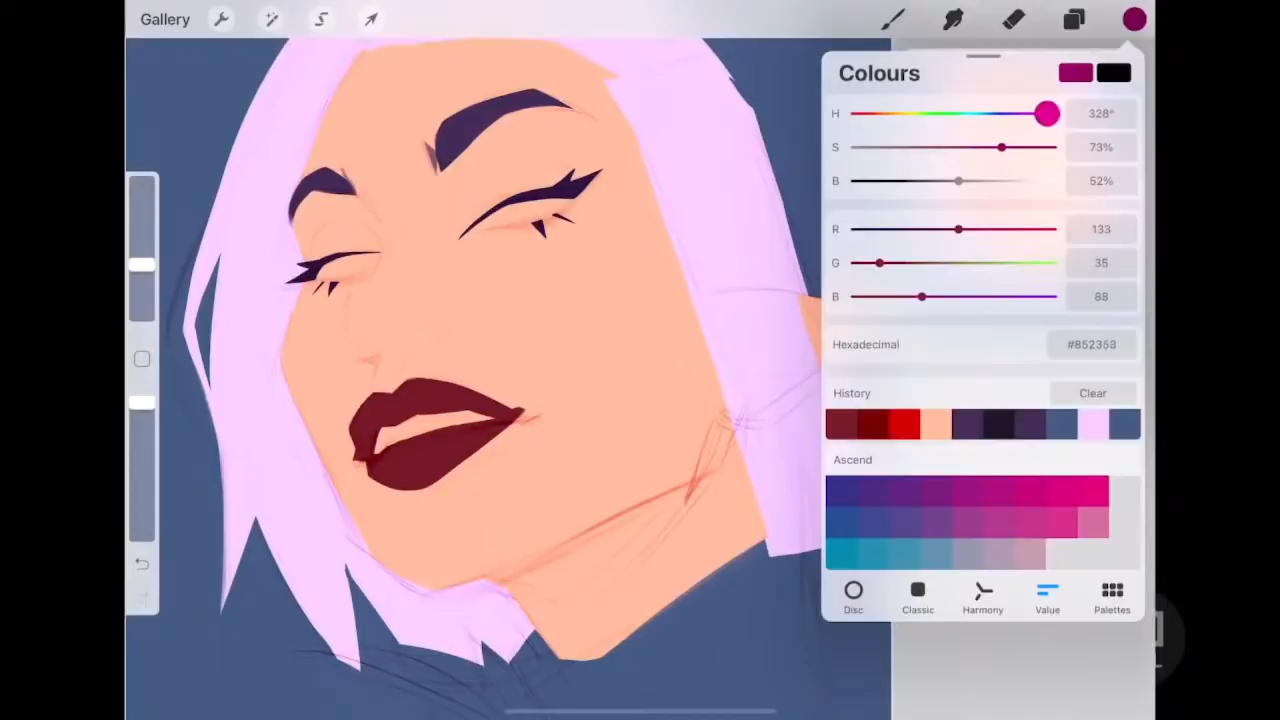 Gallery
Colours
H 328°
S 73%
B 52%
R 133
G 35
B 88
Hexadecimal #852358
History Clear
Ascend
Disc Classic Harmony Value Palettes